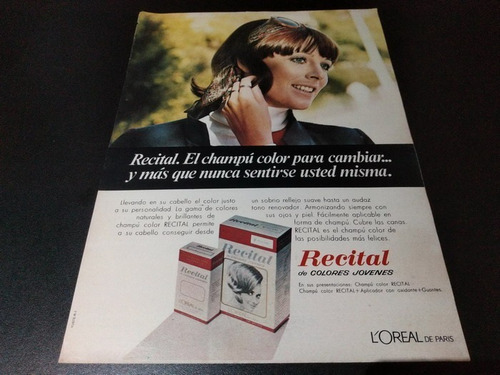 Recital. El champú color para cambiar...
y más que nunca sentirse usted misma.
Llevando en su cabello el color justo
a su personalidad. La gama de colores
naturales y brillantes de
champú color RECITAL permite
a su cabello conseguir desde
un sobrio reflejo suave hasta un audaz
tono renovador. Armonizando siempre con
sus ojos y piel. Fácilmente aplicable en
forma de champú. Cubre las canas.
RECITAL es el champú color de
las posibilidades más felices.
Recital
Recital
L'OREAL
Recital
de COLORES JOVENES
En sus presentaciones: Champú color RECITAL
Champú color RECITAL+Aplicador con oxidante+Guantes.
L'OREAL DE PARIS